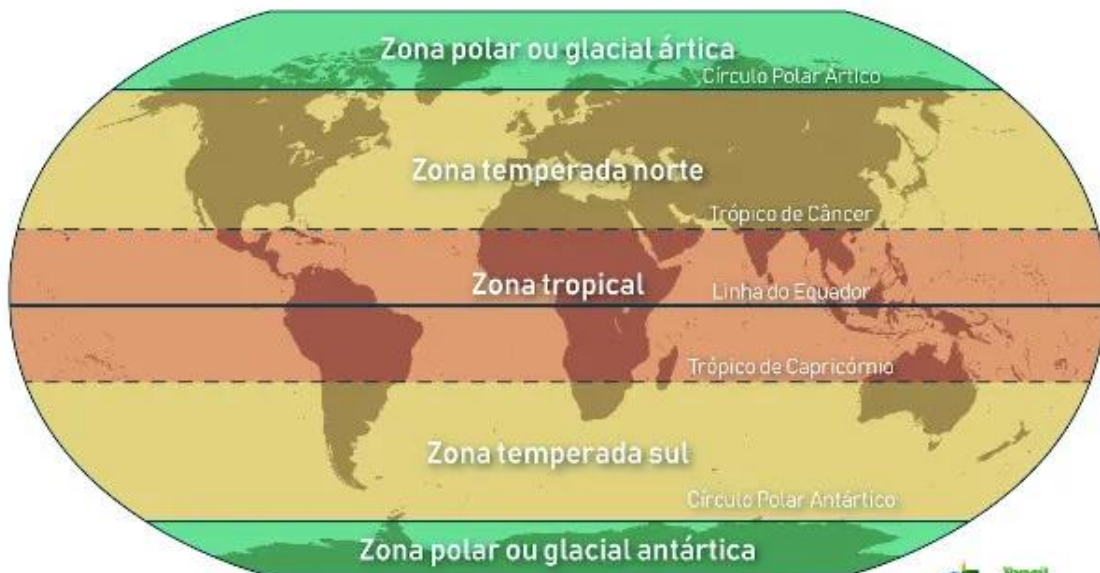 Zona polar ou glacial ártica
Círculo Polar Ártico
Zona temperada norte
Trópico de Câncer
Zona tropical
Linha do Equador
Trópico de Capricórnio
Zona temperada sul
Círculo Polar Antártico
Zona polar ou glacial antártica